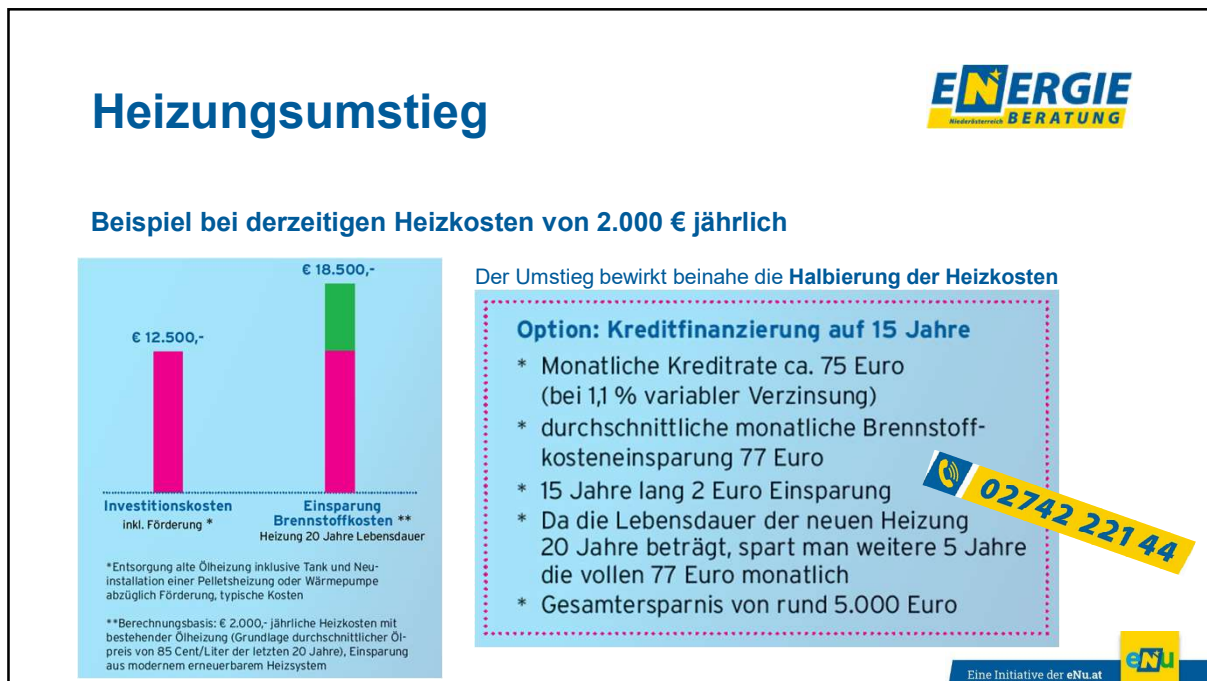 Heizungsumstieg
ENERGIE
Niederösterreich BERATUNG
Beispiel bei derzeitigen Heizkosten von 2.000 € jährlich
€ 18.500,-
€ 12.500,-
Investitionskosten
inkl. Förderung *
Einsparung
Brennstoffkosten **
Heizung 20 Jahre Lebensdauer
*Entsorgung alte Ölheizung inklusive Tank und Neu-
installation einer Pelletsheizung oder Wärmepumpe
abzüglich Förderung, typische Kosten
**Berechnungsbasis: € 2.000,- jährliche Heizkosten mit
bestehender Ölheizung (Grundlage durchschnittlicher Öl-
preis von 85 Cent/Liter der letzten 20 Jahre), Einsparung
aus modernem erneuerbarem Heizsystem
Der Umstieg bewirkt beinahe die Halbierung der Heizkosten
Option: Kreditfinanzierung auf 15 Jahre
* Monatliche Kreditrate ca. 75 Euro
(bei 1,1 % variabler Verzinsung)
* durchschnittliche monatliche Brennstoff-
kosteneinsparung 77 Euro
* 15 Jahre lang 2 Euro Einsparung
* Da die Lebensdauer der neuen Heizung
20 Jahre beträgt, spart man weitere 5 Jahre
die vollen 77 Euro monatlich
* Gesamtersparnis von rund 5.000 Euro
02742 221 44
Eine Initiative der eNu.at
eNu